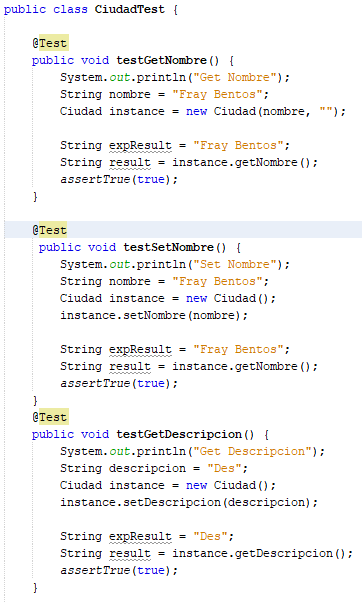 public class CiudadTest {
@Test
public void testGetNombre() {
System.out.println("Get Nombre");
String nombre = "Fray Bentos";
Ciudad instance = new Ciudad(nombre, "");
String expResult = "Fray Bentos";
String result = instance.getNombre();
assertTrue(true);
}
@Test
public void testSetNombre() {
System.out.println("Set Nombre");
String nombre = "Fray Bentos";
Ciudad instance = new Ciudad();
instance.setNombre(nombre);
String expResult = "Fray Bentos";
String result = instance.getNombre();
assertTrue(true);
}
@Test
public void testGetDescripcion() {
System.out.println("Get Descripcion");
String descripcion = "Des";
Ciudad instance = new Ciudad();
instance.setDescripcion(descripcion);
String expResult = "Des";
String result = instance.getDescripcion();
assertTrue(true);
}